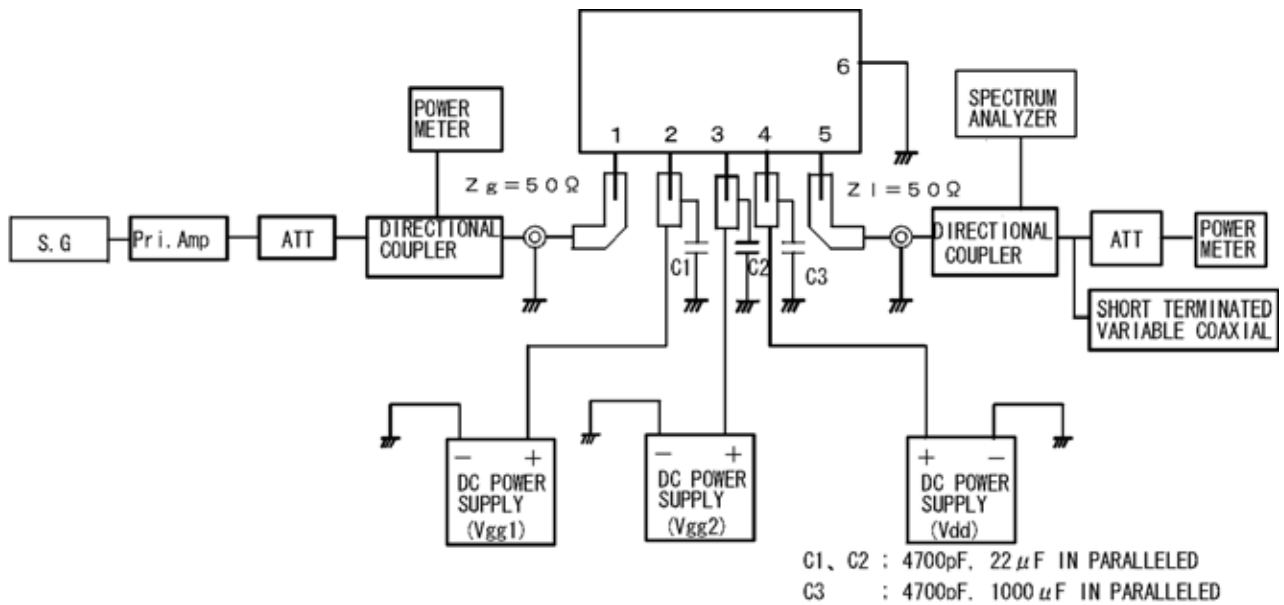 6
POWER
METER
SPECTRUM
ANALYZER
1 2 3 4 5
Zg=50Ω
Zl=50Ω
S.G
Pri.Amp
ATT
DIRECTIONAL
COUPLER
DIRECTIONAL
COUPLER
ATT
POWER
METER
C1
C2
C3
SHORT TERMINATED
VARIABLE COAXIAL
− +
DC POWER
SUPPLY
(Vgg1)
− +
DC POWER
SUPPLY
(Vgg2)
+ −
DC POWER
SUPPLY
(Vdd)
C1、C2 : 4700pF, 22μF IN PARALLELED
C3 : 4700pF, 1000μF IN PARALLELED